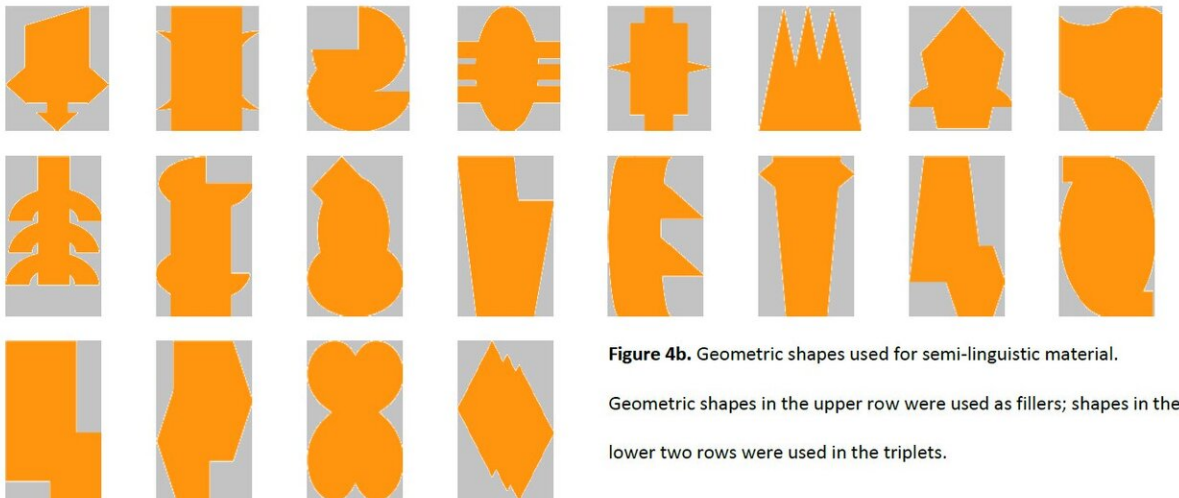 Figure 4b. Geometric shapes used for semi-linguistic material.
Geometric shapes in the upper row were used as fillers; shapes in the
lower two rows were used in the triplets.